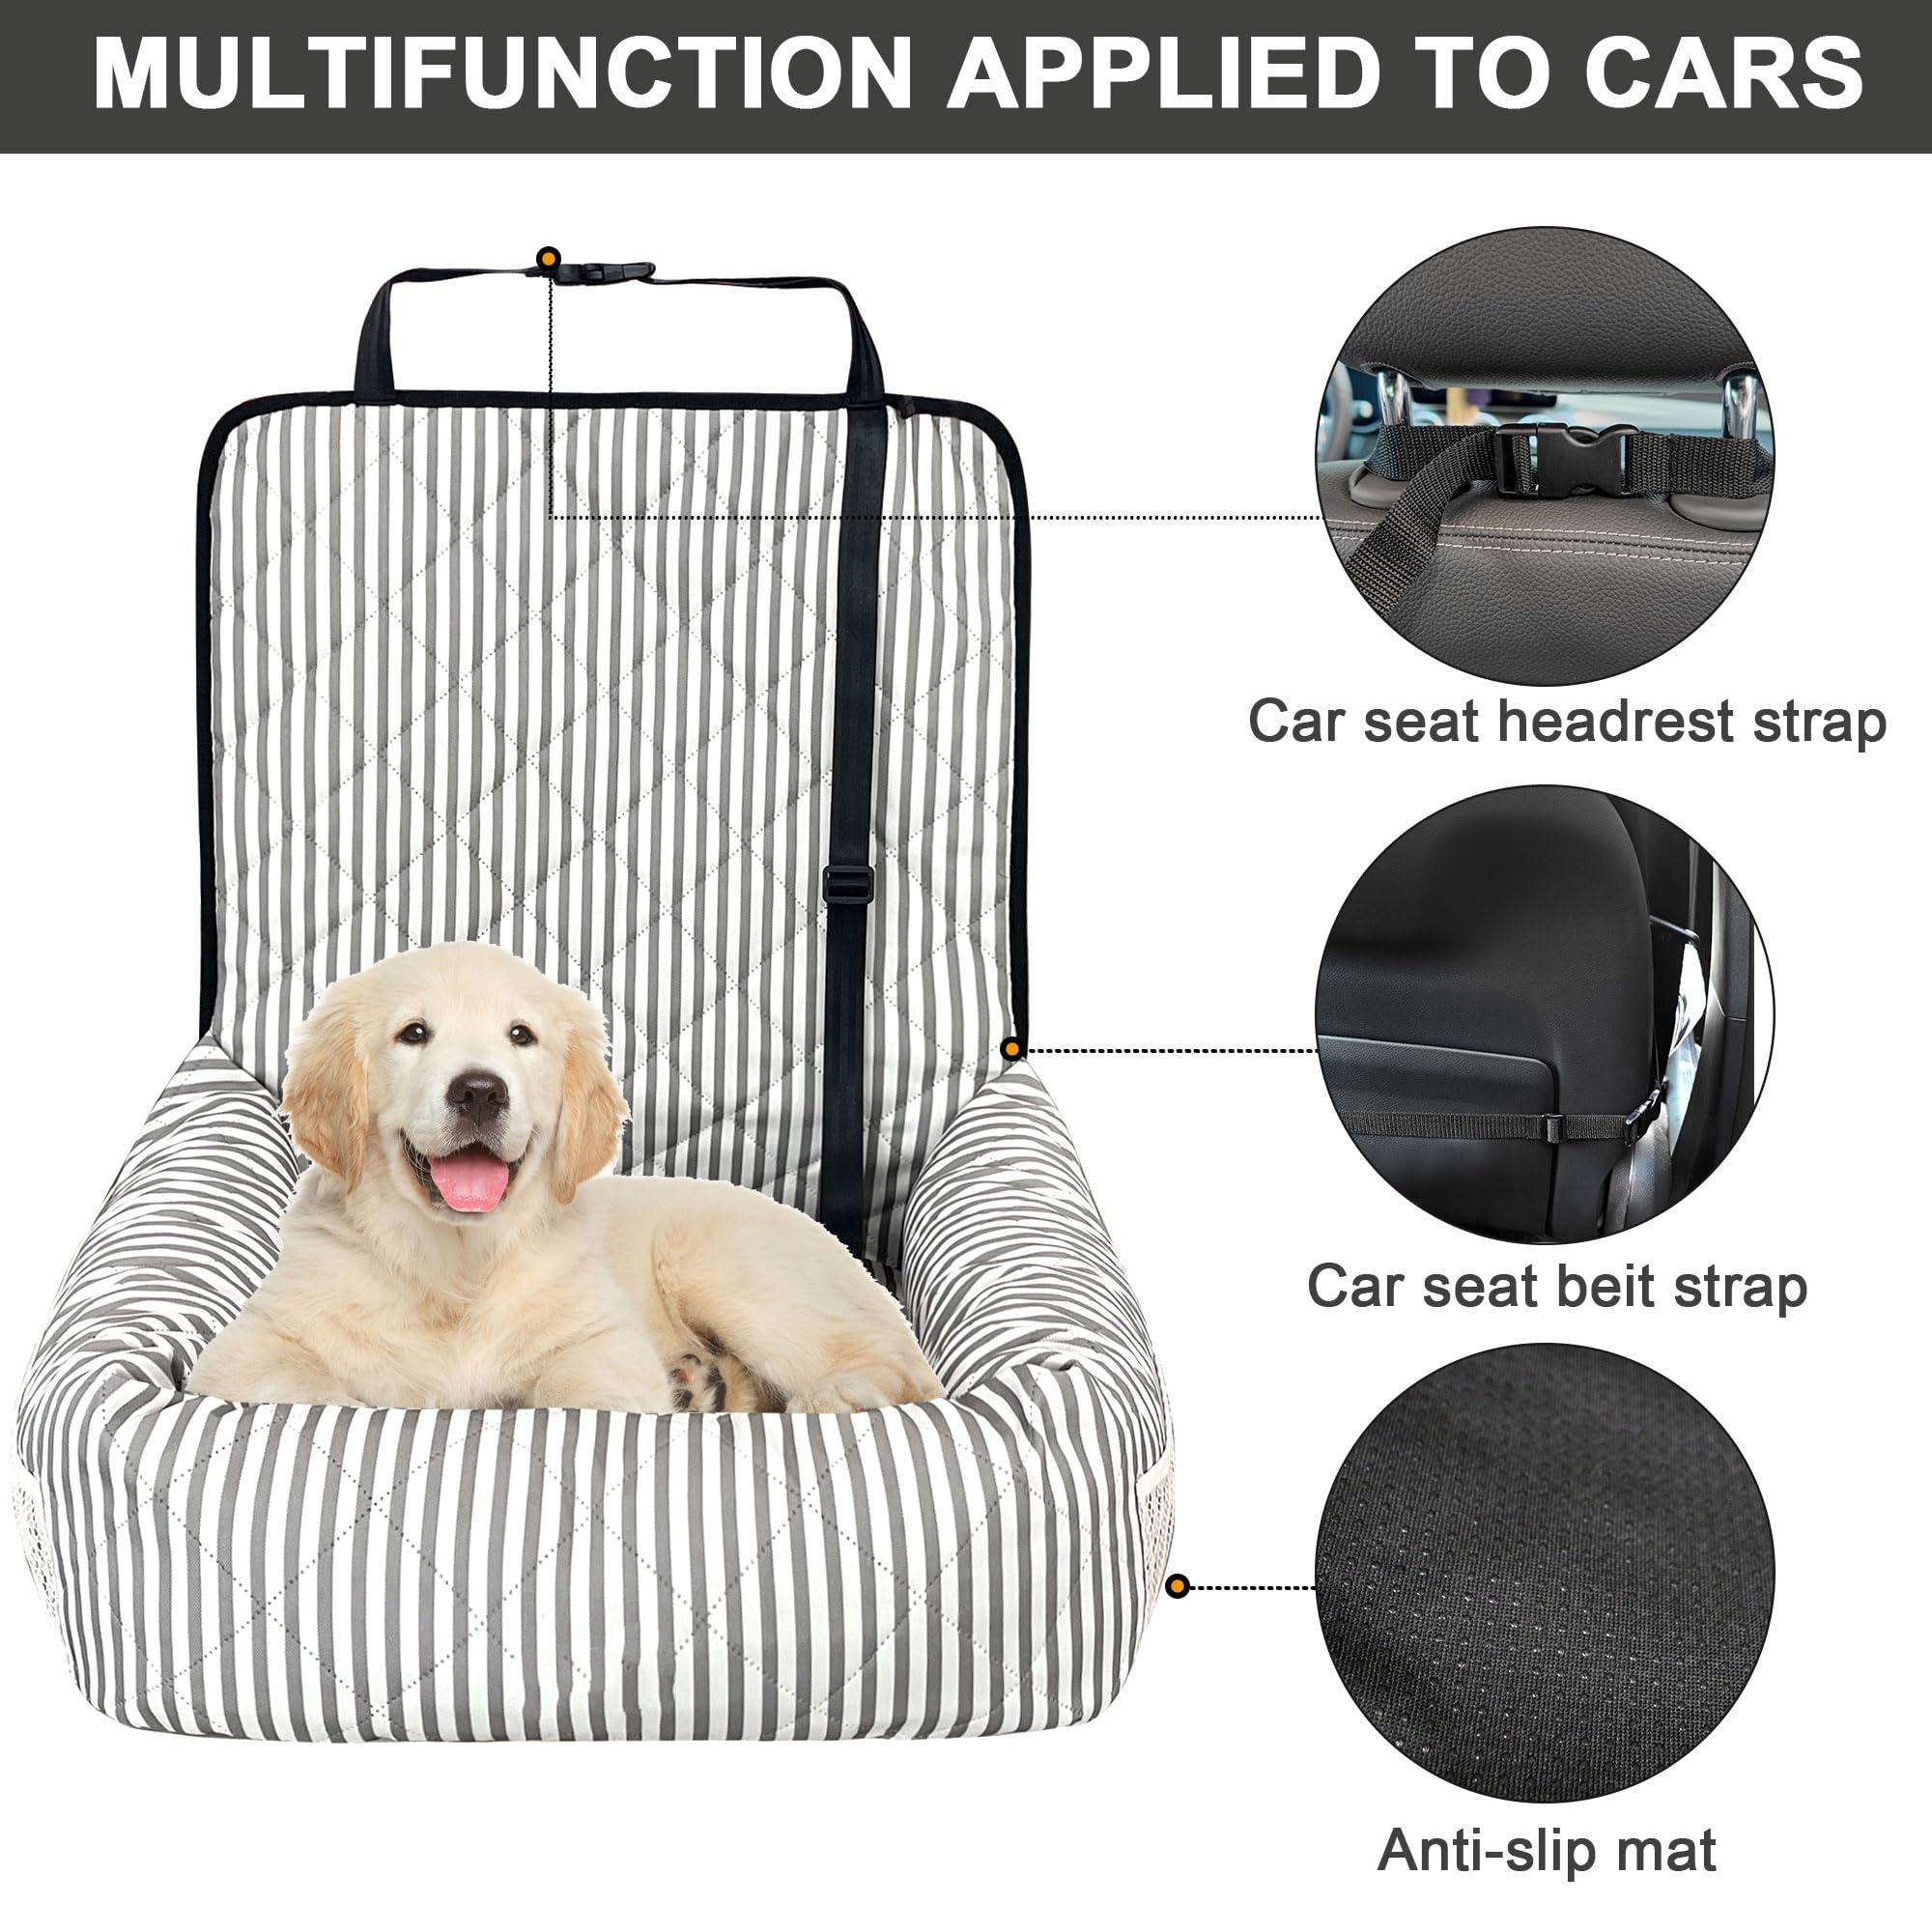 MULTIFUNCTION APPLIED TO CARS
Car seat headrest strap
Car seat beit strap
Anti-slip mat